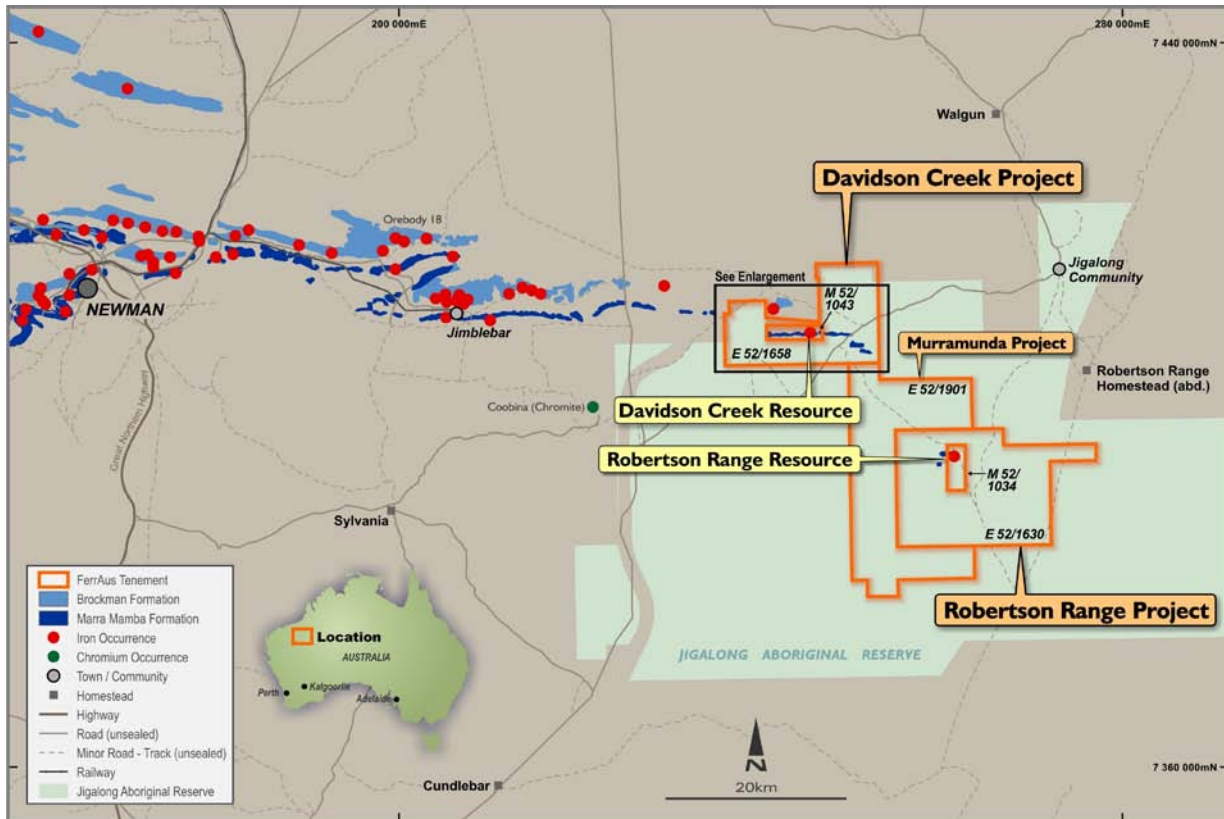 200 000mE
280 000mE
7 440 000mN
Walgun
Davidson Creek Project
Orebody 18
See Enlargement
M 52/
1043
Jigalong
Community
NEWMAN
Jimblebar
E 52/1658
Murramunda Project
E 52/1901
Robertson Range
Homestead (abd.)
Great Northern Highway
Coobina (Chromite)
Davidson Creek Resource
Robertson Range Resource
M 52/
1034
Sylvania
E 52/1630
Robertson Range Project
FerrAus Tenement
Brockman Formation
Marra Mamba Formation
Iron Occurrence
Chromium Occurrence
Town / Community
Homestead
Highway
Road (unsealed)
Minor Road - Track (unsealed)
Railway
Jigalong Aboriginal Reserve
Location
AUSTRALIA
Perth
Kalgoorlie
Adelaide
JIGALONG ABORIGINAL RESERVE
N
20km
Cundlebar
7 360 000mN